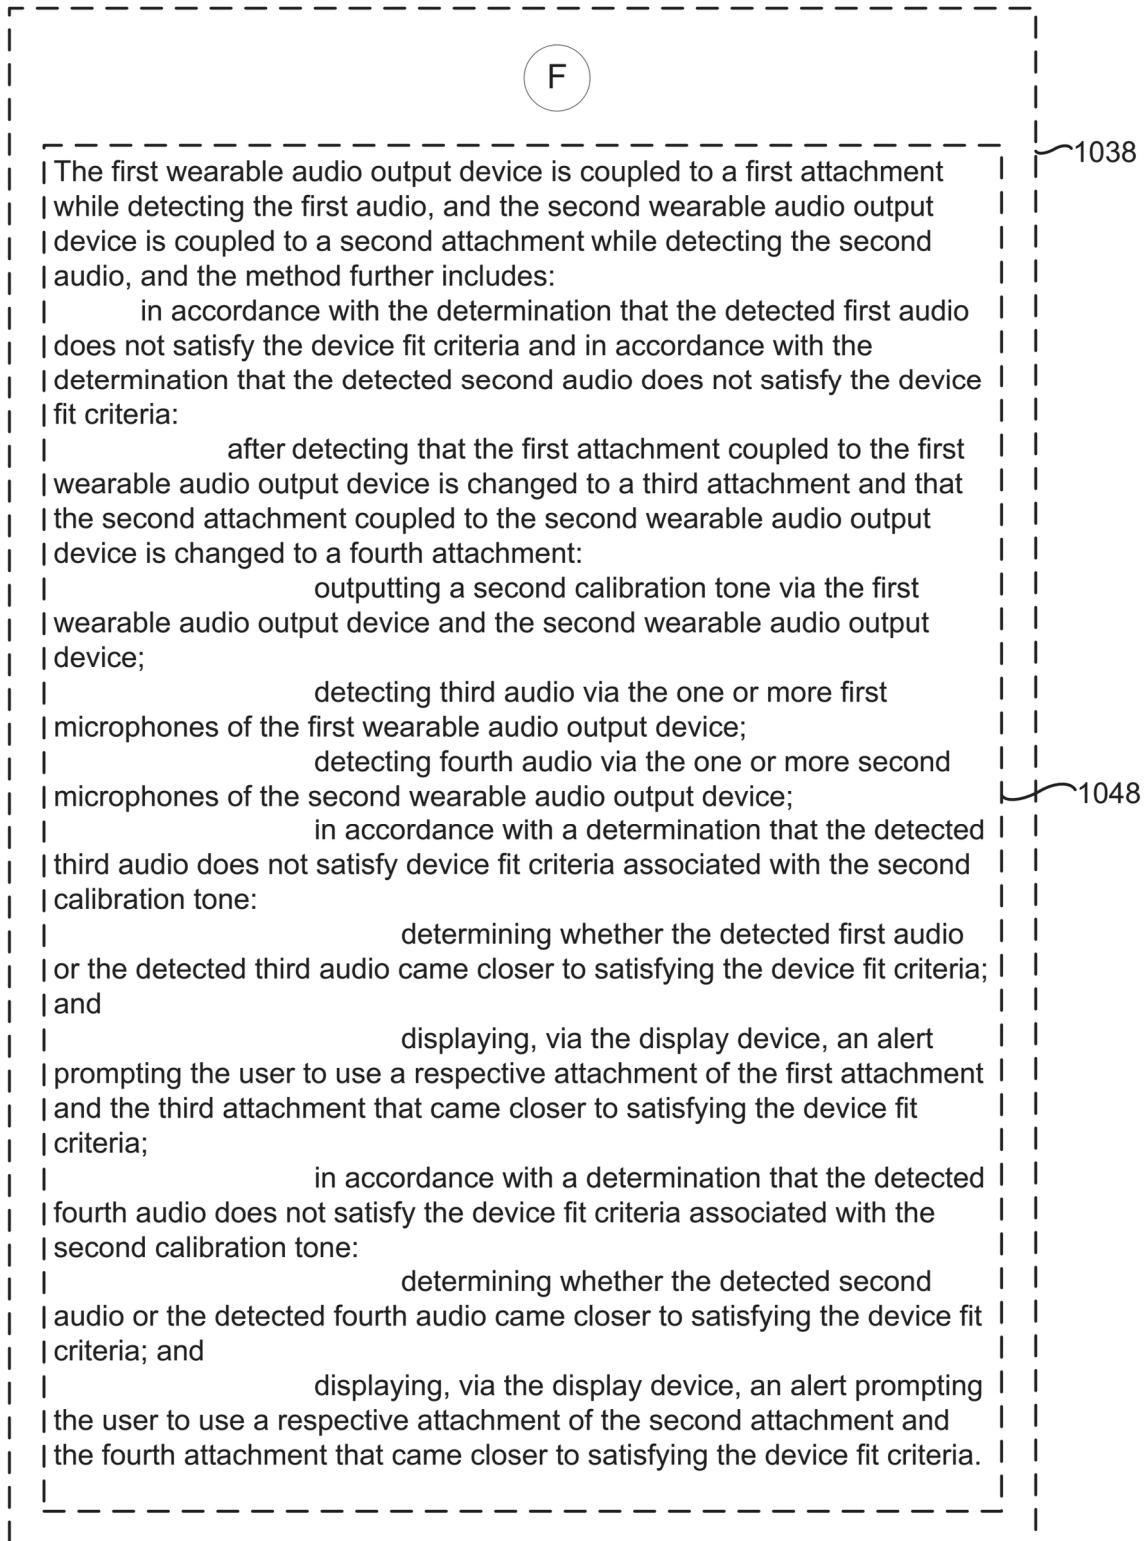 F
1038
The first wearable audio output device is coupled to a first attachment
while detecting the first audio, and the second wearable audio output
device is coupled to a second attachment while detecting the second
audio, and the method further includes:
in accordance with the determination that the detected first audio
does not satisfy the device fit criteria and in accordance with the
determination that the detected second audio does not satisfy the device
fit criteria:
after detecting that the first attachment coupled to the first
wearable audio output device is changed to a third attachment and that
the second attachment coupled to the second wearable audio output
device is changed to a fourth attachment:
outputting a second calibration tone via the first
wearable audio output device and the second wearable audio output
device;
detecting third audio via the one or more first
microphones of the first wearable audio output device;
detecting fourth audio via the one or more second
microphones of the second wearable audio output device;
1048
in accordance with a determination that the detected
third audio does not satisfy device fit criteria associated with the second
calibration tone:
determining whether the detected first audio
or the detected third audio came closer to satisfying the device fit criteria;
and
displaying, via the display device, an alert
prompting the user to use a respective attachment of the first attachment
and the third attachment that came closer to satisfying the device fit
criteria;
in accordance with a determination that the detected
fourth audio does not satisfy the device fit criteria associated with the
second calibration tone:
determining whether the detected second
audio or the detected fourth audio came closer to satisfying the device fit
criteria; and
displaying, via the display device, an alert prompting
the user to use a respective attachment of the second attachment and
the fourth attachment that came closer to satisfying the device fit criteria.